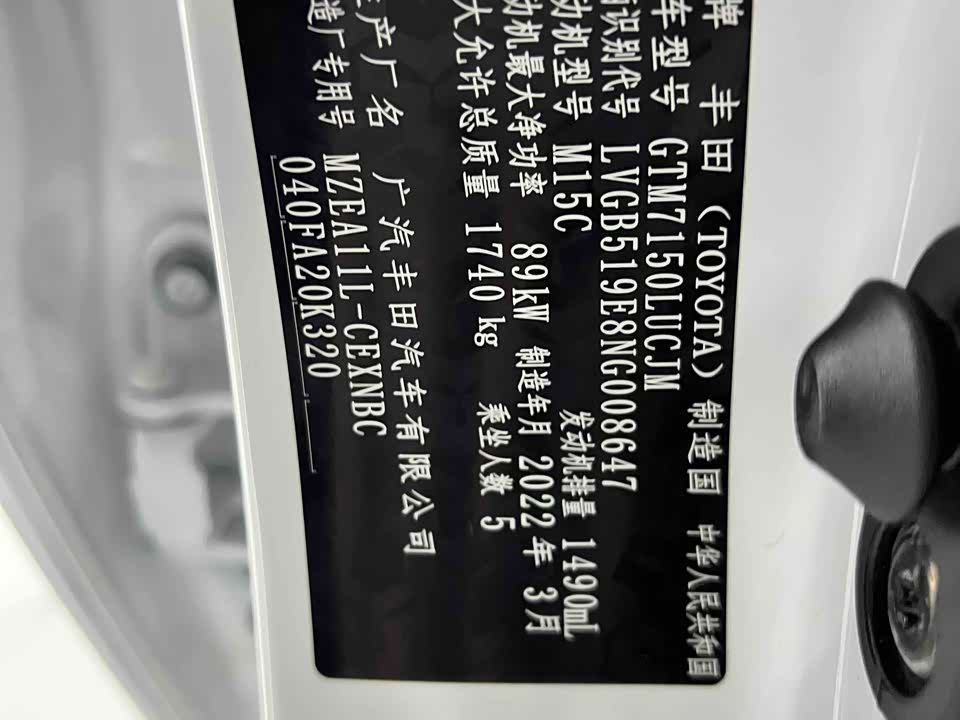 牌 丰田 (TOYOTA) 制造国 中华人民共和国
车型号 GTM7150LUCJM
识别代号 LVGB519E8NG008647
动机型号 M15C 发动机排量 1490mL
动机最大净功率 89kW 制造年月 2022年 3月
大允许总质量 1740 kg 乘坐人数 5
产厂名 广汽丰田汽车有限公司
造厂专用号 MZEA11L-CEXNBC
040FA20K320